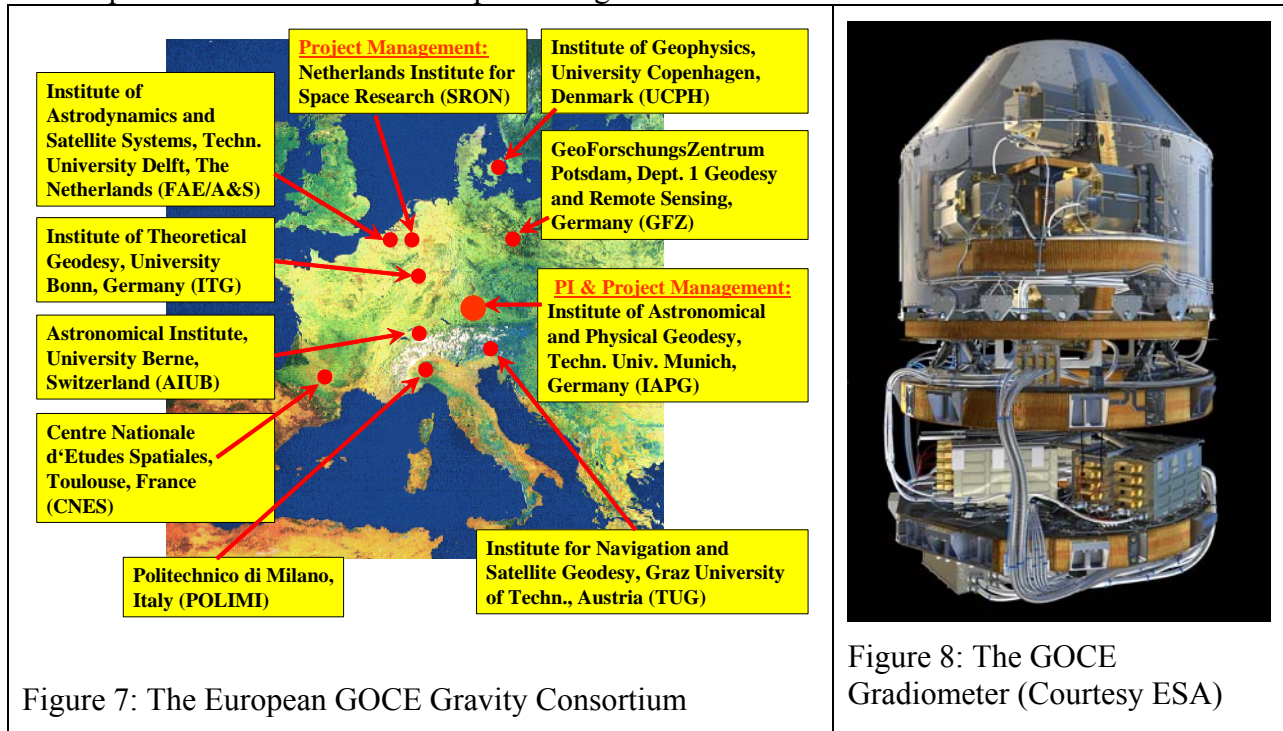 Project Management:
Netherlands Institute for
Space Research (SRON)
Institute of Geophysics,
University Copenhagen,
Denmark (UCPH)
Institute of
Astrodynamics and
Satellite Systems, Techn.
University Delft, The
Netherlands (FAE/A&S)
GeoForschungsZentrum
Potsdam, Dept. 1 Geodesy
and Remote Sensing,
Germany (GFZ)
Institute of Theoretical
Geodesy, University
Bonn, Germany (ITG)
PI & Project Management:
Institute of Astronomical
and Physical Geodesy,
Techn. Univ. Munich,
Germany (IAPG)
Astronomical Institute,
University Berne,
Switzerland (AIUB)
Centre Nationale
d‘Etudes Spatiales,
Toulouse, France
(CNES)
Politechnico di Milano,
Italy (POLIMI)
Institute for Navigation and
Satellite Geodesy, Graz University
of Techn., Austria (TUG)
Figure 7: The European GOCE Gravity Consortium
Figure 8: The GOCE
Gradiometer (Courtesy ESA)